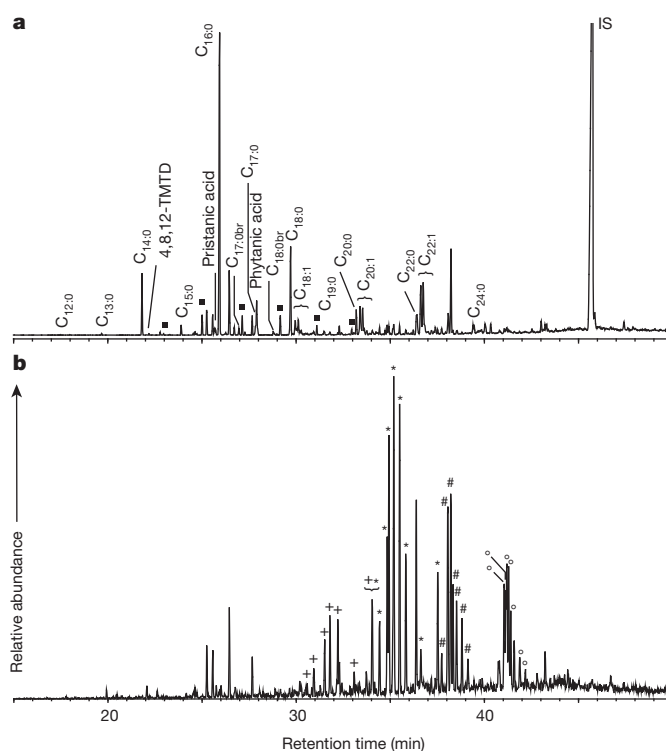 a
IS
C16:0
C14:0
4,8,12-TMTD
Pristanic acid
C17:0
C17:0br
Phytanic acid
C18:0br
C18:0
C12:0
C13:0
C15:0
}C18:1
C19:0
C20:0
}C20:1
C22:0
}C22:1
C24:0
b
Relative abundance
+ + + + + + + { *
* * * * * * * * *
# # # # # # #
° ° ° ° ° ° °
20 30 40
Retention time (min)